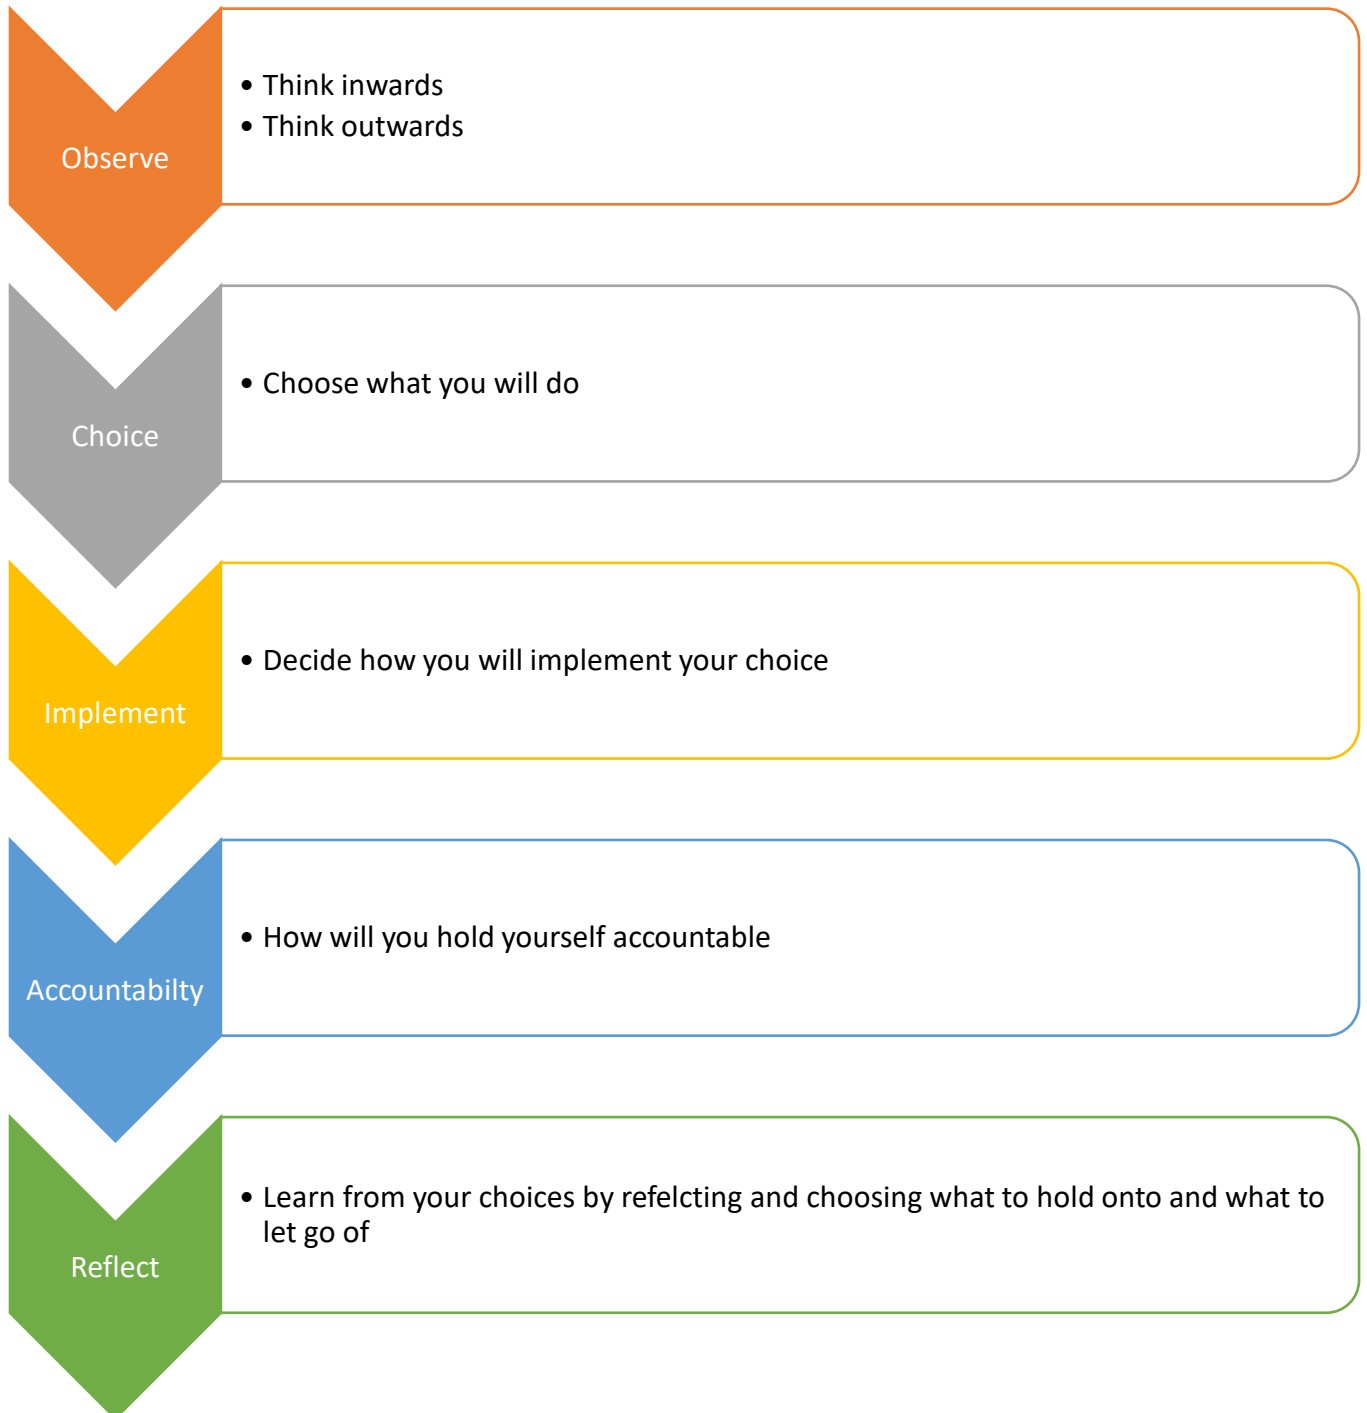 • Think inwards
• Think outwards
Observe
• Choose what you will do
Choice
• Decide how you will implement your choice
Implement
• How will you hold yourself accountable
Accountabilty
• Learn from your choices by refelcting and choosing what to hold onto and what to
let go of
Reflect